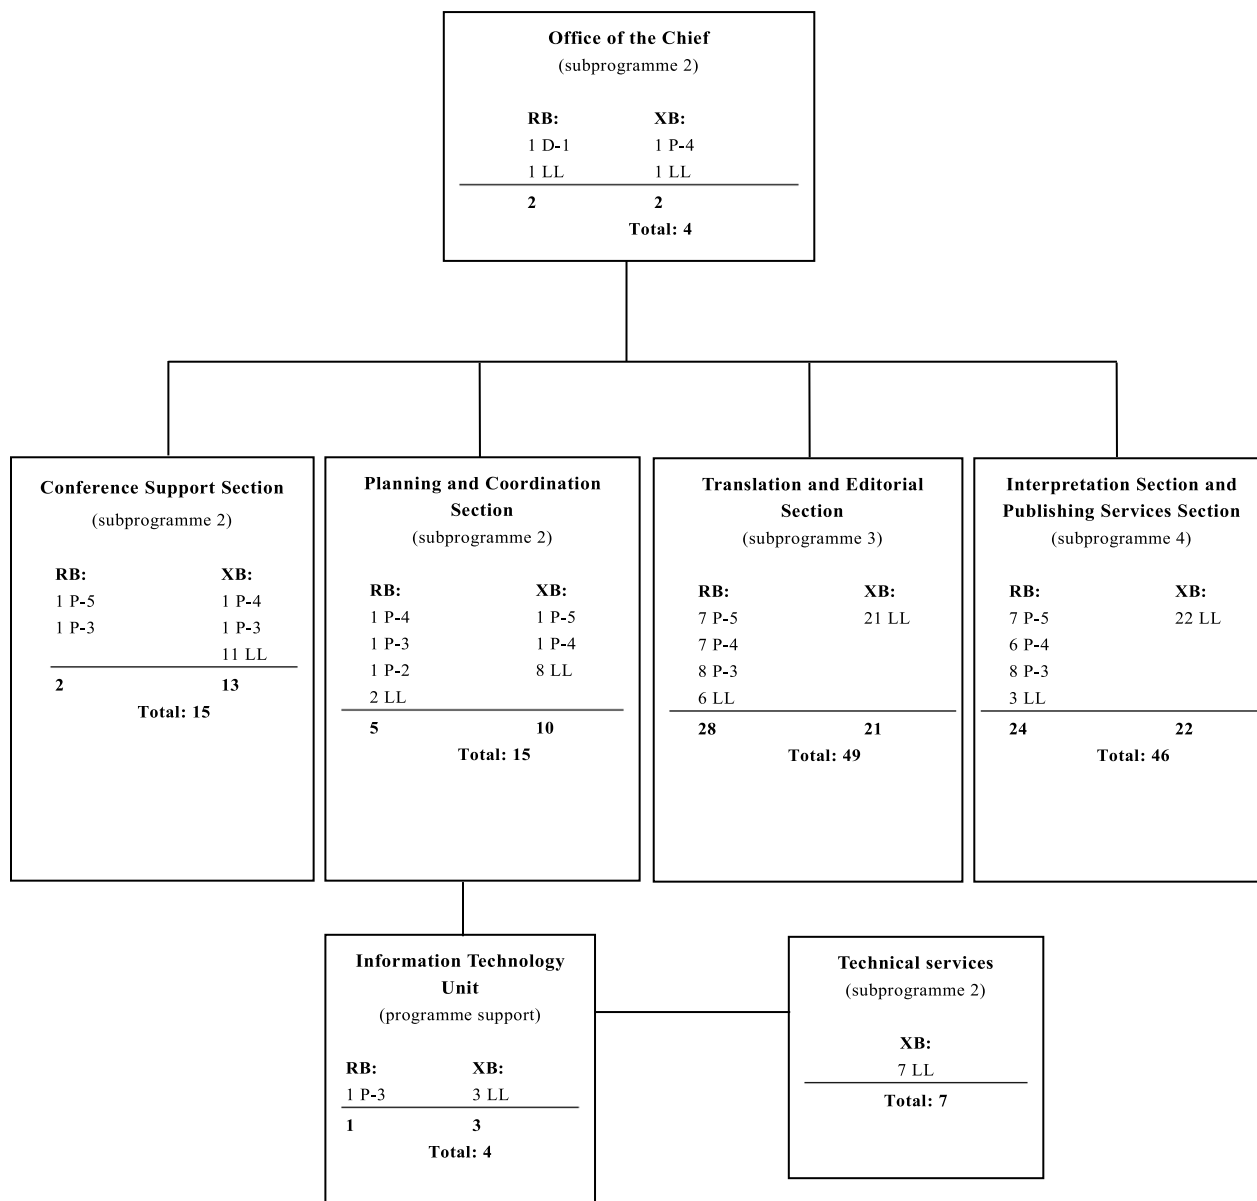 Office of the Chief
(subprogramme 2)
RB: XB:
1 D-1 1 P-4
1 LL 1 LL
2 2
Total: 4
Conference Support Section
(subprogramme 2)
RB: XB:
1 P-5 1 P-4
1 P-3 1 P-3
11 LL
2 13
Total: 15
Planning and Coordination
Section
(subprogramme 2)
RB: XB:
1 P-4 1 P-5
1 P-3 1 P-4
1 P-2 8 LL
2 LL
5 10
Total: 15
Translation and Editorial
Section
(subprogramme 3)
RB: XB:
7 P-5 21 LL
7 P-4
8 P-3
6 LL
28 21
Total: 49
Interpretation Section and
Publishing Services Section
(subprogramme 4)
RB: XB:
7 P-5 22 LL
6 P-4
8 P-3
3 LL
24 22
Total: 46
Information Technology
Unit
(programme support)
RB: XB:
1 P-3 3 LL
1 3
Total: 4
Technical services
(subprogramme 2)
XB:
7 LL
Total: 7